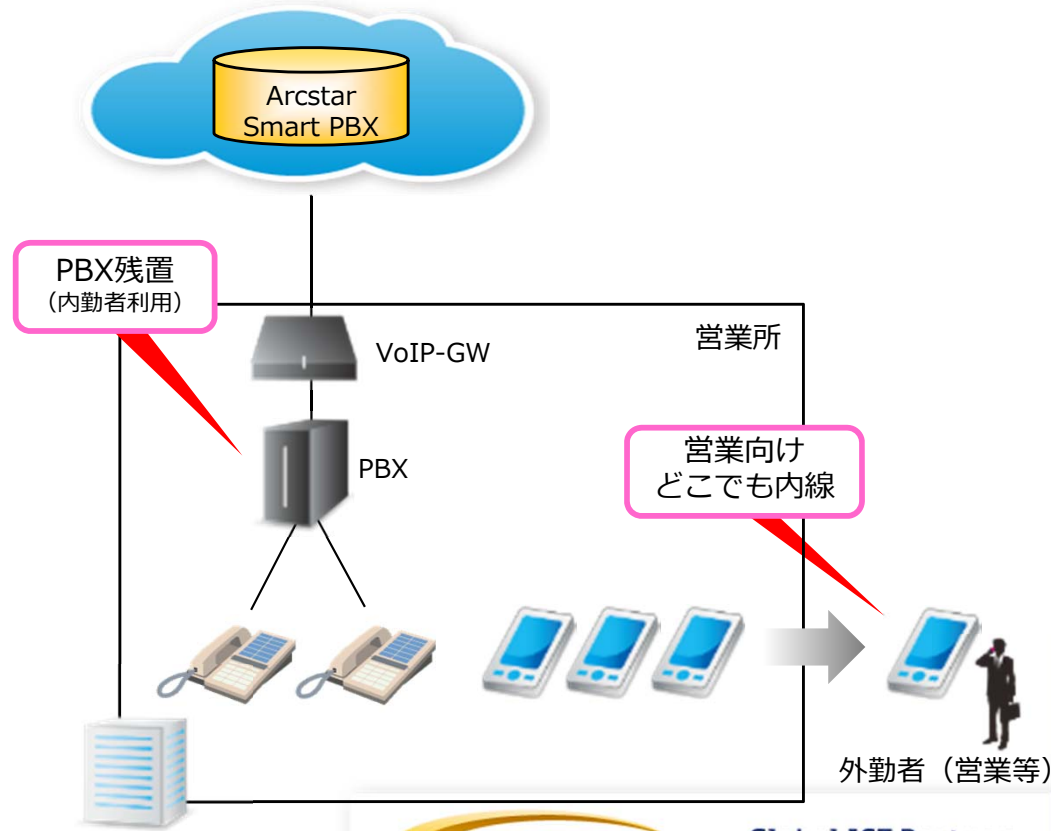 Arcstar
Smart PBX
PBX残置
（内勤者利用）
VoIP-GW
営業所
PBX
営業向け
どこでも内線
外勤者（営業等）